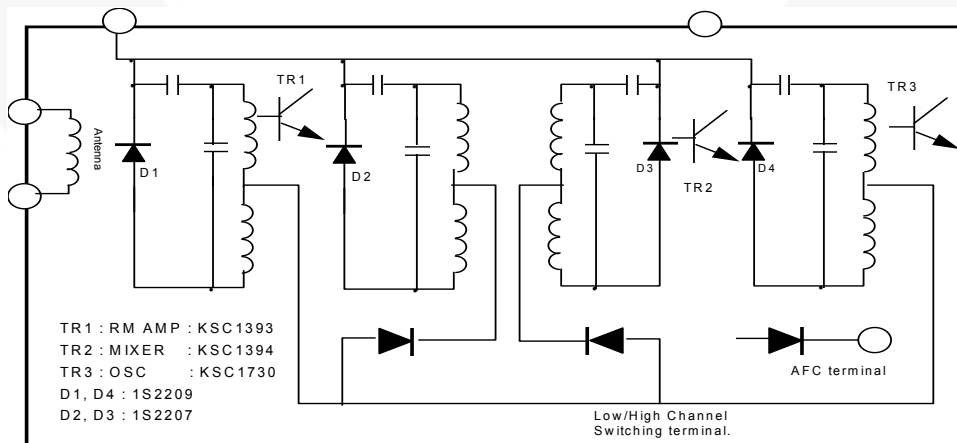 TR1
TR3
Antenna
D1
D2
D3
D4
TR2
TR1 : RM AMP : KSC1393
TR2 : MIXER : KSC1394
TR3 : OSC : KSC1730
D1, D4 : 1S2209
D2, D3 : 1S2207
AFC terminal
Low/High Channel
Switching terminal.